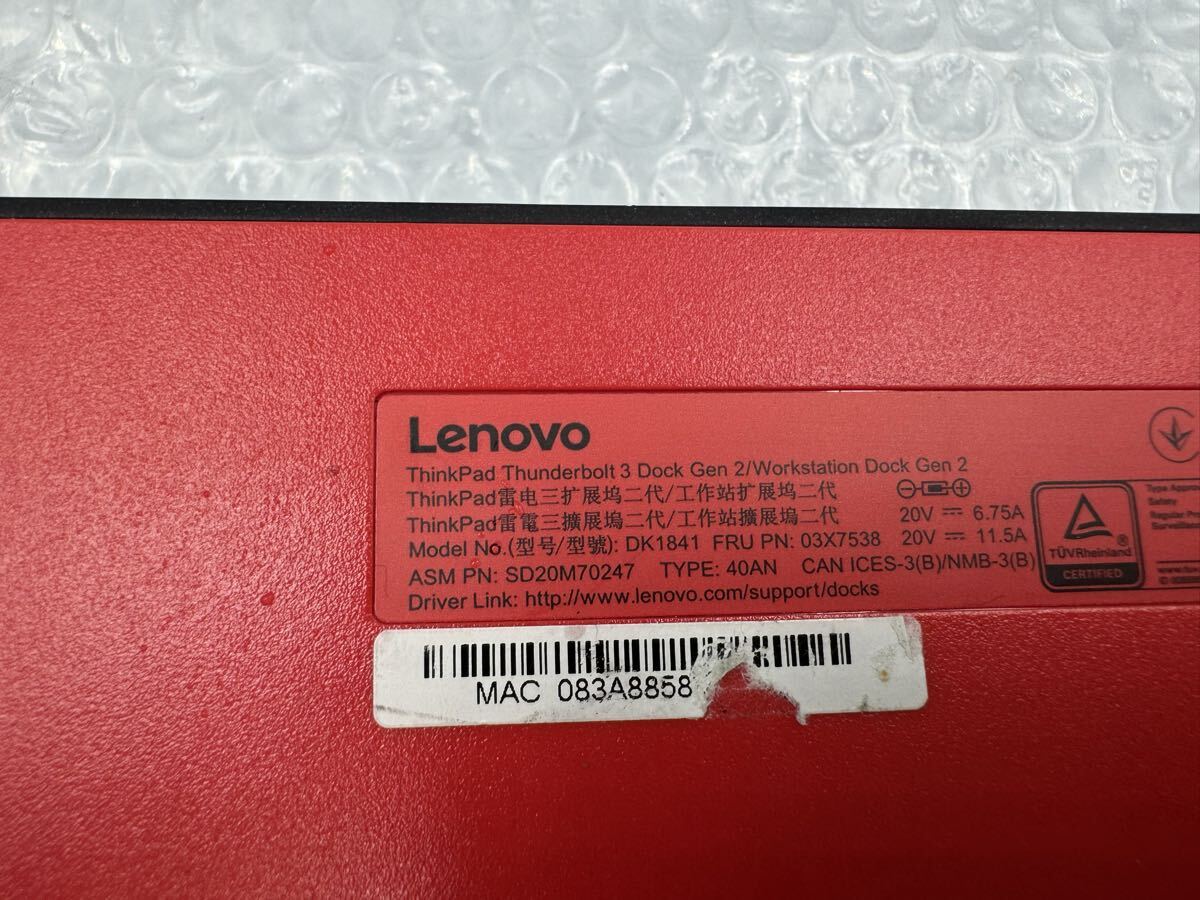 Lenovo
ThinkPad Thunderbolt 3 Dock Gen 2/Workstation Dock Gen 2
ThinkPad雷电三扩展坞二代/工作站扩展坞二代
ThinkPad雷電三擴展塢二代/工作站擴展塢二代
20V 6.75A
Model No.(型号/型號): DK1841 FRU PN: 03X7538 20V 11.5A
ASM PN: SD20M70247 TYPE: 40AN CAN ICES-3(B)/NMB-3(B)
Driver Link: http://www.lenovo.com/support/docks
TÜVRheinland
CERTIFIED
Safety
MAC 083A8858